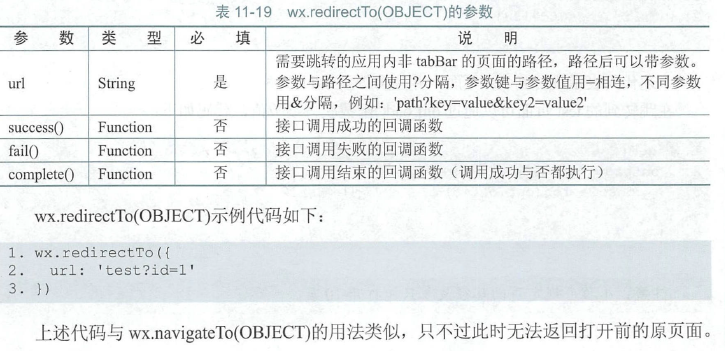 表 11-19 wx.redirectTo(OBJECT)的参数
参 数 类 型 必 填 说 明
url String 是 需要跳转的应用内非 tabBar 的页面的路径，路径后可以带参数。
参数与路径之间使用?分隔，参数键与参数值用=相连，不同参数
用&分隔，例如：'path?key=value&key2=value2'
success() Function 否 接口调用成功的回调函数
fail() Function 否 接口调用失败的回调函数
complete() Function 否 接口调用结束的回调函数（调用成功与否都执行）
wx.redirectTo(OBJECT)示例代码如下：
1. wx.redirectTo({
2. url: 'test?id=1'
3. })
上述代码与 wx.navigateTo(OBJECT)的用法类似，只不过此时无法返回打开前的原页面。